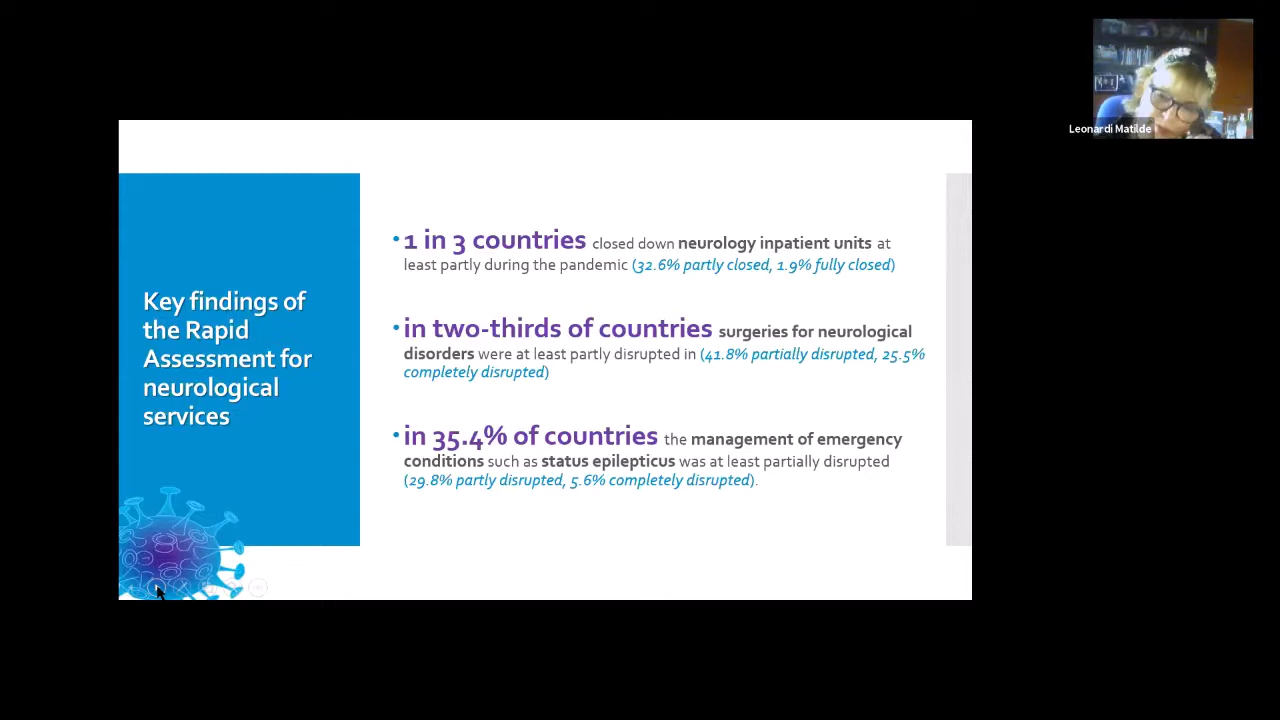 Leonardi Matilde
Key findings of
the Rapid
Assessment for
neurological
services
• 1 in 3 countries closed down neurology inpatient units at
least partly during the pandemic (32.6% partly closed, 1.9% fully closed)
• in two-thirds of countries surgeries for neurological
disorders were at least partly disrupted in (41.8% partially disrupted, 25.5%
completely disrupted)
• in 35.4% of countries the management of emergency
conditions such as status epilepticus was at least partially disrupted
(29.8% partly disrupted, 5.6% completely disrupted).